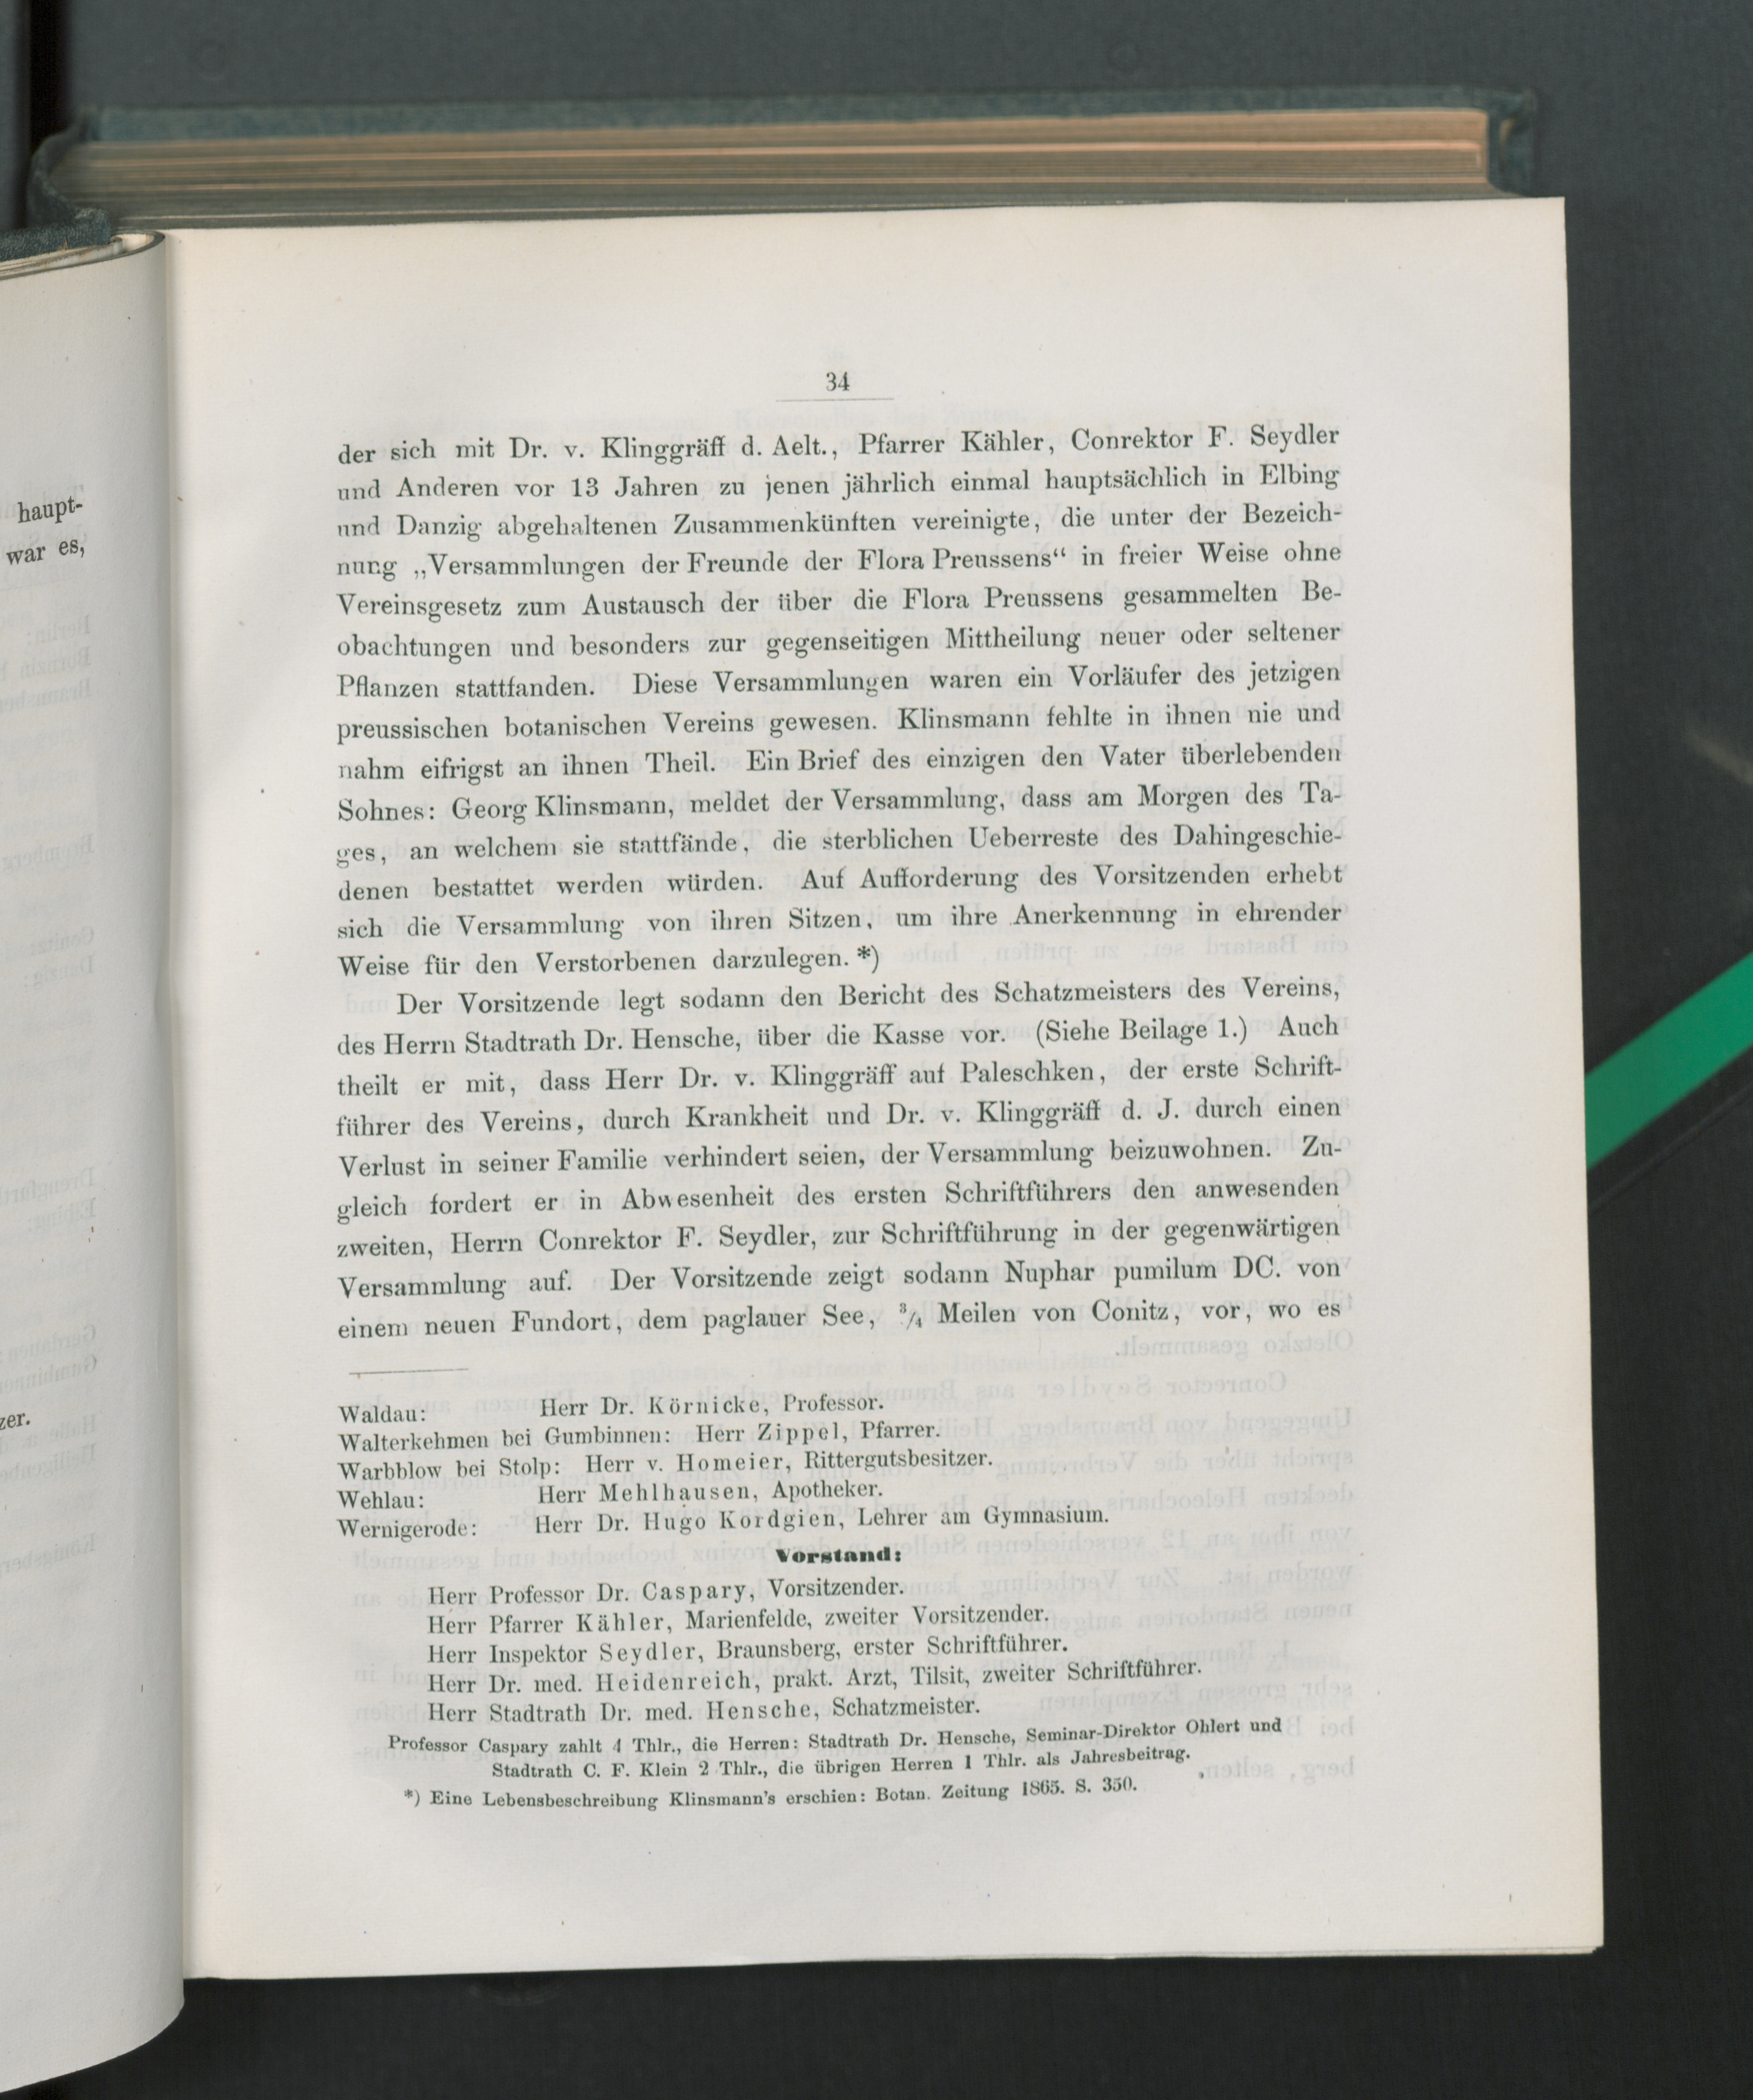 haupt-
war es,
zer.
34
der sich mit Dr. v. Klinggräff d. Aelt., Pfarrer Kähler, Conrektor F. Seydler
und Anderen vor 13 Jahren zu jenen jährlich einmal hauptsächlich in Elbing
und Danzig abgehaltenen Zusammenkünften vereinigte, die unter der Bezeich-
nung „Versammlungen der Freunde der Flora Preussens“ in freier Weise ohne
Vereinsgesetz zum Austausch der über die Flora Preussens gesammelten Be-
obachtungen und besonders zur gegenseitigen Mittheilung neuer oder seltener
Pflanzen stattfanden. Diese Versammlungen waren ein Vorläufer des jetzigen
preussischen botanischen Vereins gewesen. Klinsmann fehlte in ihnen nie und
nahm eifrigst an ihnen Theil. Ein Brief des einzigen den Vater überlebenden
Sohnes: Georg Klinsmann, meldet der Versammlung, dass am Morgen des Ta-
ges, an welchem sie stattfände, die sterblichen Ueberreste des Dahingeschie-
denen bestattet werden würden. Auf Aufforderung des Vorsitzenden erhebt
sich die Versammlung von ihren Sitzen, um ihre Anerkennung in ehrender
Weise für den Verstorbenen darzulegen. *)
Der Vorsitzende legt sodann den Bericht des Schatzmeisters des Vereins,
des Herrn Stadtrath Dr. Hensche, über die Kasse vor. (Siehe Beilage 1.) Auch
theilt er mit, dass Herr Dr. v. Klinggräff auf Paleschken, der erste Schrift-
führer des Vereins, durch Krankheit und Dr. v. Klinggräff d. J. durch einen
Verlust in seiner Familie verhindert seien, der Versammlung beizuwohnen. Zu-
gleich fordert er in Abwesenheit des ersten Schriftführers den anwesenden
zweiten, Herrn Conrektor F. Seydler, zur Schriftführung in der gegenwärtigen
Versammlung auf. Der Vorsitzende zeigt sodann Nuphar pumilum DC. von
einem neuen Fundort, dem paglauer See, 3/4 Meilen von Conitz, vor, wo es
Waldau: Herr Dr. Körnicke, Professor.
Walterkehmen bei Gumbinnen: Herr Zippel, Pfarrer.
Warbblow bei Stolp: Herr v. Homeier, Rittergutsbesitzer.
Wehlau: Herr Mehlhausen, Apotheker.
Wernigerode: Herr Dr. Hugo Kordgien, Lehrer am Gymnasium.
Vorstand:
Herr Professor Dr. Caspary, Vorsitzender.
Herr Pfarrer Kähler, Marienfelde, zweiter Vorsitzender.
Herr Inspektor Seydler, Braunsberg, erster Schriftführer.
Herr Dr. med. Heidenreich, prakt. Arzt, Tilsit, zweiter Schriftführer.
Herr Stadtrath Dr. med. Hensche, Schatzmeister.
Professor Caspary zahlt 4 Thlr., die Herren: Stadtrath Dr. Hensche, Seminar-Direktor Ohlert und
Stadtrath C. F. Klein 2 Thlr., die übrigen Herren 1 Thlr. als Jahresbeitrag.
*) Eine Lebensbeschreibung Klinsmann's erschien: Botan. Zeitung 1865. S. 350.